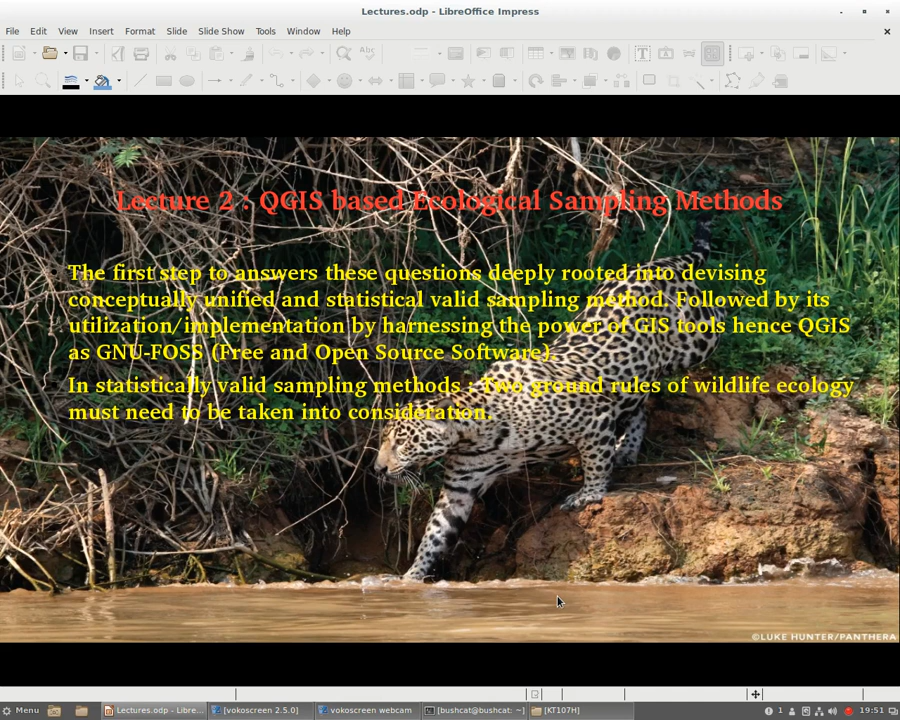 Lectures.odp - LibreOffice Impress
File Edit View Insert Format Slide Slide Show Tools Window Help
Abc
Lecture 2 : QGIS based Ecological Sampling Methods
The first step to answers these questions deeply rooted into devising
conceptually unified and statistical valid sampling method. Followed by its
utilization/implementation by harnessing the power of GIS tools hence QGIS
as GNU-FOSS (Free and Open Source Software).
In statistically valid sampling methods : Two ground rules of wildlife ecology
must need to be taken into consideration.
©LUKE HUNTER/PANTHERA
Menu Lectures.odp - Libre... [vokoscreen 2.5.0] vokoscreen webcam [bushcat@bushcat: ~] [KT107H] 1 19:51